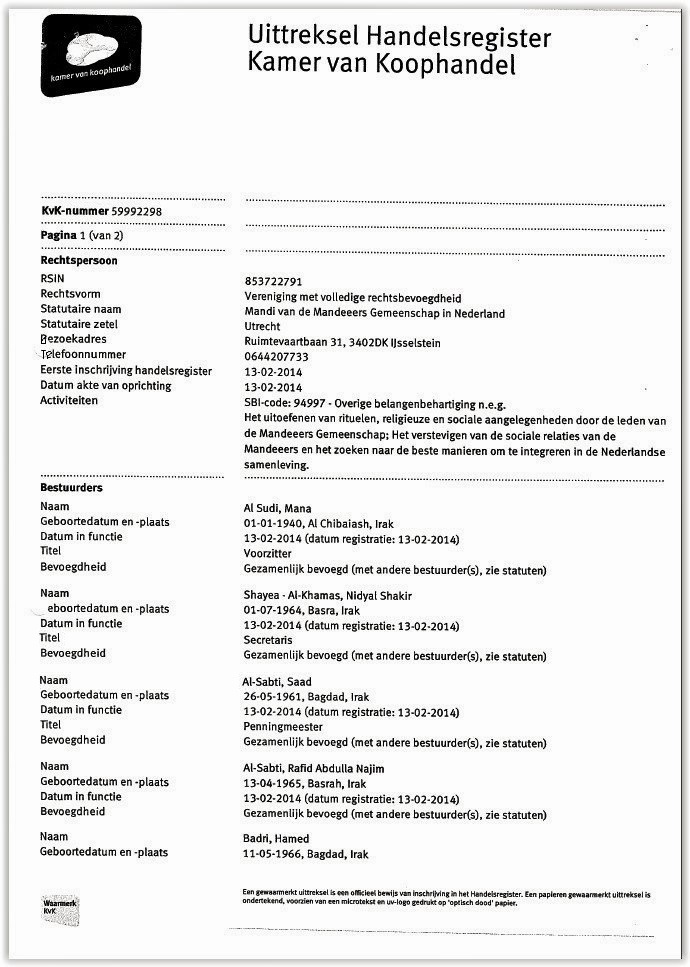 kamer van koophandel
Uittreksel Handelsregister
Kamer van Koophandel
KvK-nummer 59992298
Pagina 1 (van 2)
Rechtspersoon
RSIN 853722791
Rechtsvorm Vereniging met volledige rechtsbevoegdheid
Statutaire naam Mandi van de Mandeeers Gemeenschap in Nederland
Statutaire zetel Utrecht
Bezoekadres Ruimtevaartbaan 31, 3402DK IJsselstein
Telefoonnummer 0644207733
Eerste inschrijving handelsregister 13-02-2014
Datum akte van oprichting 13-02-2014
Activiteiten SBI-code: 94997 - Overige belangenbehartiging n.e.g.
Het uitoefenen van rituelen, religieuze en sociale aangelegenheden door de leden van
de Mandeeers Gemeenschap; Het verstevigen van de sociale relaties van de
Mandeeers en het zoeken naar de beste manieren om te integreren in de Nederlandse
samenleving.
Bestuurders
Naam Al Sudi, Mana
Geboortedatum en -plaats 01-01-1940, Al Chibaiash, Irak
Datum in functie 13-02-2014 (datum registratie: 13-02-2014)
Titel Voorzitter
Bevoegdheid Gezamenlijk bevoegd (met andere bestuurder(s), zie statuten)
Naam Shayea - Al-Khamas, Nidyal Shakir
eboortedatum en -plaats 01-07-1964, Basra, Irak
Datum in functie 13-02-2014 (datum registratie: 13-02-2014)
Titel Secretaris
Bevoegdheid Gezamenlijk bevoegd (met andere bestuurder(s), zie statuten)
Naam Al-Sabti, Saad
Geboortedatum en -plaats 26-05-1961, Bagdad, Irak
Datum in functie 13-02-2014 (datum registratie: 13-02-2014)
Titel Penningmeester
Bevoegdheid Gezamenlijk bevoegd (met andere bestuurder(s), zie statuten)
Naam Al-Sabti, Rafid Abdulla Najim
Geboortedatum en -plaats 13-04-1965, Basrah, Irak
Datum in functie 13-02-2014 (datum registratie: 13-02-2014)
Bevoegdheid Gezamenlijk bevoegd (met andere bestuurder(s), zie statuten)
Naam Badri, Hamed
Geboortedatum en -plaats 11-05-1966, Bagdad, Irak
Een gewaarmerkt uittreksel is een officieel bewijs van inschrijving in het Handelsregister. Een papieren gewaarmerkt uittreksel is
ondertekend, voorzien van een microtekst en uv-logo gedrukt op 'optisch dood' papier.
Waarmerk
KvK